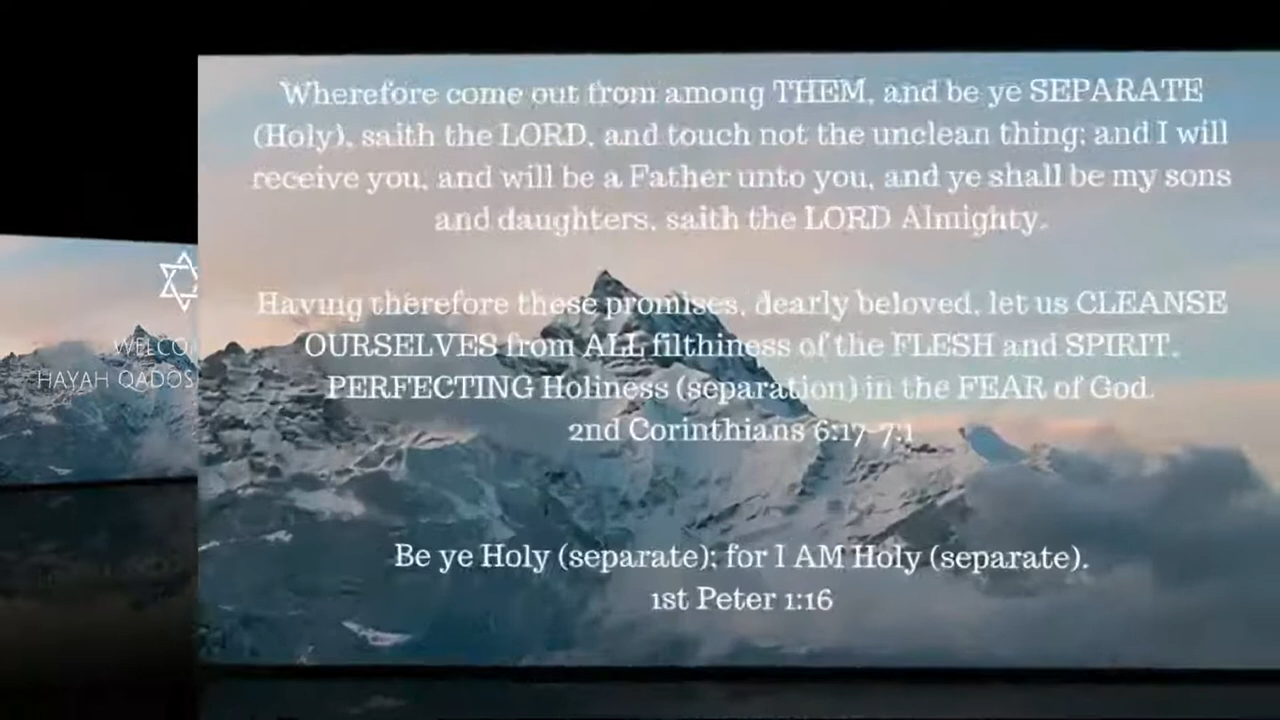 Wherefore come out from among THEM, and be ye SEPARATE
(Holy), saith the LORD, and touch not the unclean thing; and I will
receive you, and will be a Father unto you, and ye shall be my sons
and daughters, saith the LORD Almighty.
Having therefore these promises, dearly beloved, let us CLEANSE
OURSELVES from ALL filthiness of the FLESH and SPIRIT,
PERFECTING Holiness (separation) in the FEAR of God.
2nd Corinthians 6:17-7:1
Be ye Holy (separate); for I AM Holy (separate).
1st Peter 1:16
WELCO
HAYAH QADOS